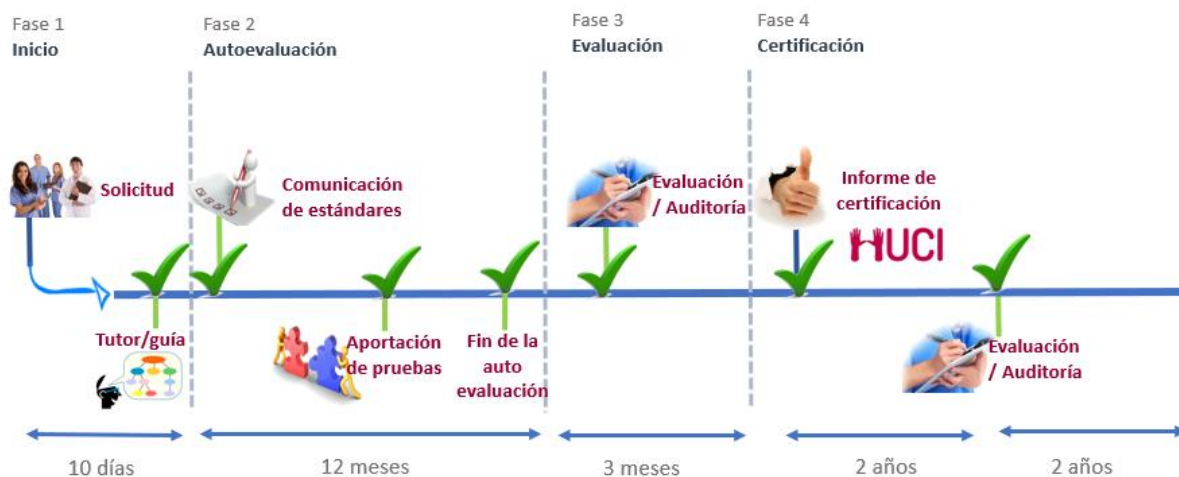 Fase 1
Inicio
Fase 2
Autoevaluación
Fase 3
Evaluación
Fase 4
Certificación
Solicitud
Comunicación
de estándares
Evaluación
/ Auditoría
Informe de
certificación
HUCI
Tutor/guía
Aportación
de pruebas
Fin de la
auto
evaluación
Evaluación
/ Auditoría
10 días
12 meses
3 meses
2 años
2 años